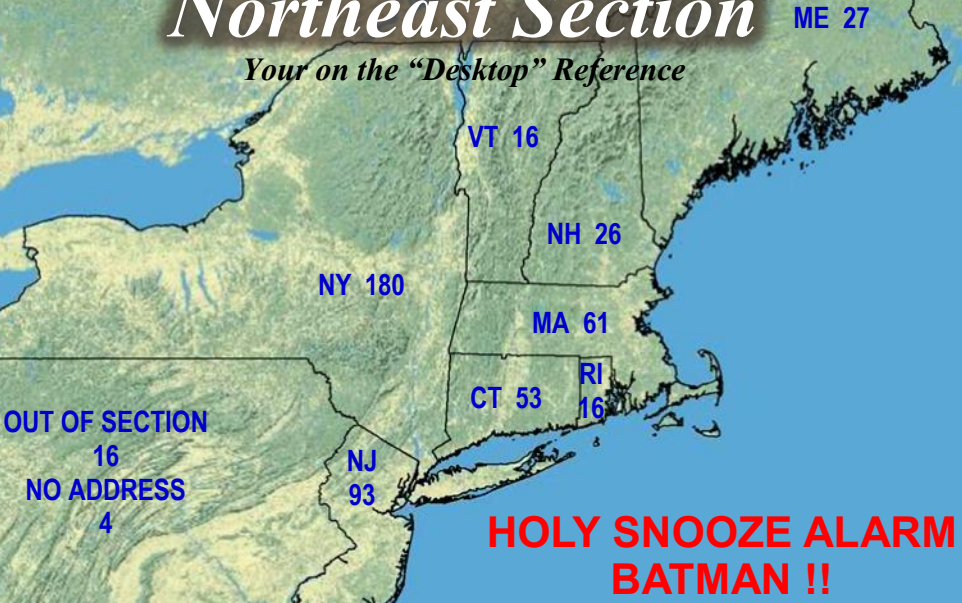 Northeast Section
ME 27
Your on the “Desktop” Reference
VT 16
NH 26
NY 180
MA 61
RI
16
CT 53
OUT OF SECTION
16
NO ADDRESS
4
NJ
93
HOLY SNOOZE ALARM
BATMAN !!